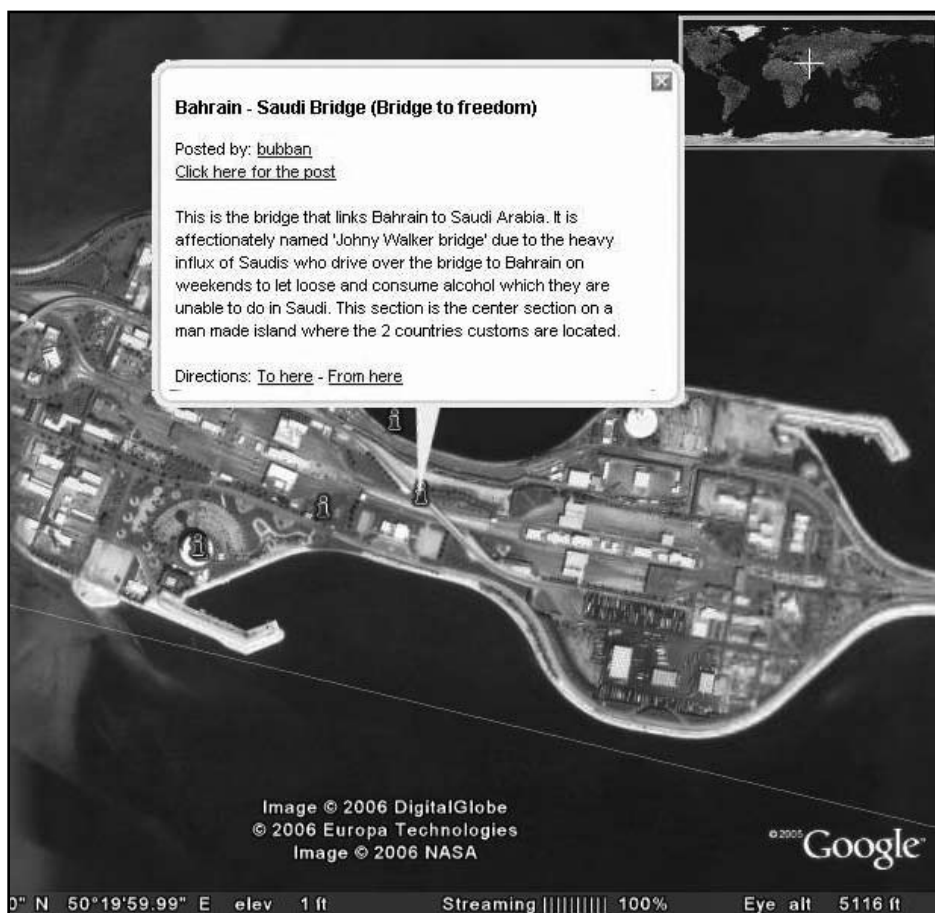 Bahrain - Saudi Bridge (Bridge to freedom)
Posted by: bubban
Click here for the post
This is the bridge that links Bahrain to Saudi Arabia. It is
affectionately named 'Johny Walker bridge' due to the heavy
influx of Saudis who drive over the bridge to Bahrain on
weekends to let loose and consume alcohol which they are
unable to do in Saudi. This section is the center section on a
man made island where the 2 countries customs are located.
Directions: To here - From here
i
i
i
i
Image © 2006 DigitalGlobe
© 2006 Europa Technologies
Image © 2006 NASA
©2005 Google
0" N 50°19'59.99" E elev 1 ft Streaming |||||||||| 100% Eye alt 5116 ft